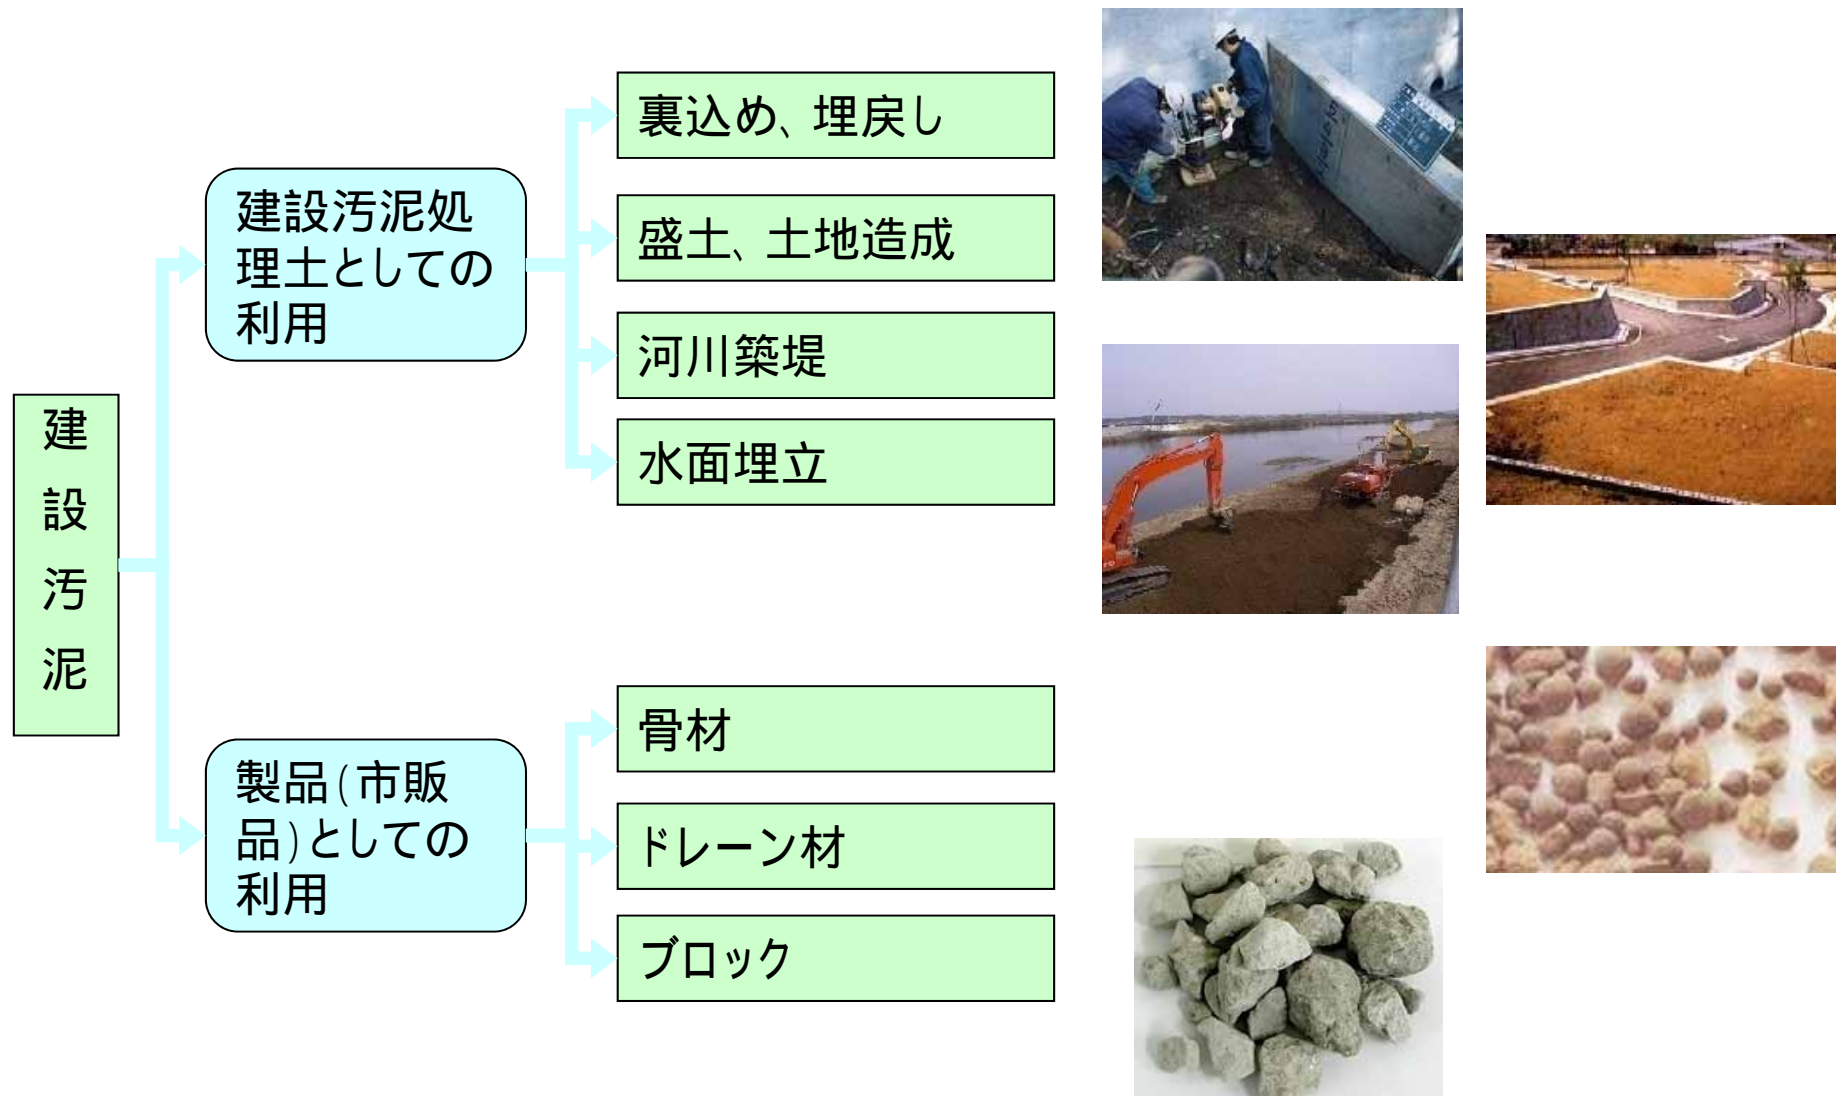 建設汚泥
建設汚泥処
理土としての
利用
裏込め、埋戻し
盛土、土地造成
河川築堤
水面埋立
製品(市販
品)としての
利用
骨材
ドレーン材
ブロック